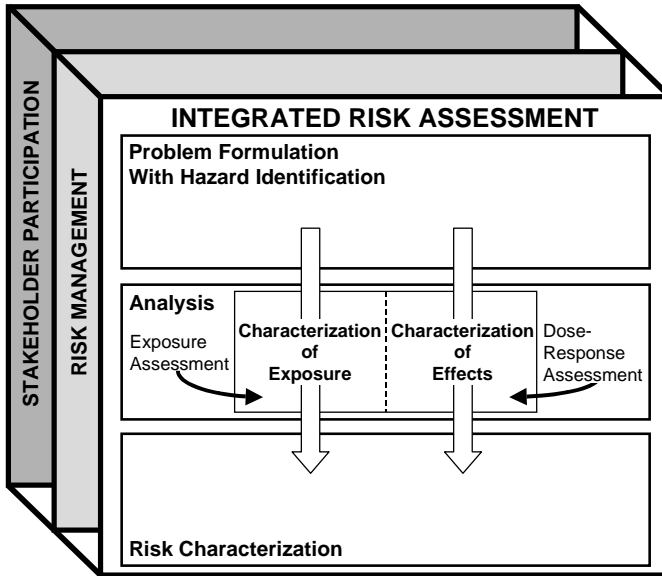 STAKEHOLDER PARTICIPATION
RISK MANAGEMENT
INTEGRATED RISK ASSESSMENT
Problem Formulation
With Hazard Identification
Analysis
Exposure
Assessment
Characterization
of
Exposure
Characterization
of
Effects
Dose-
Response
Assessment
Risk Characterization